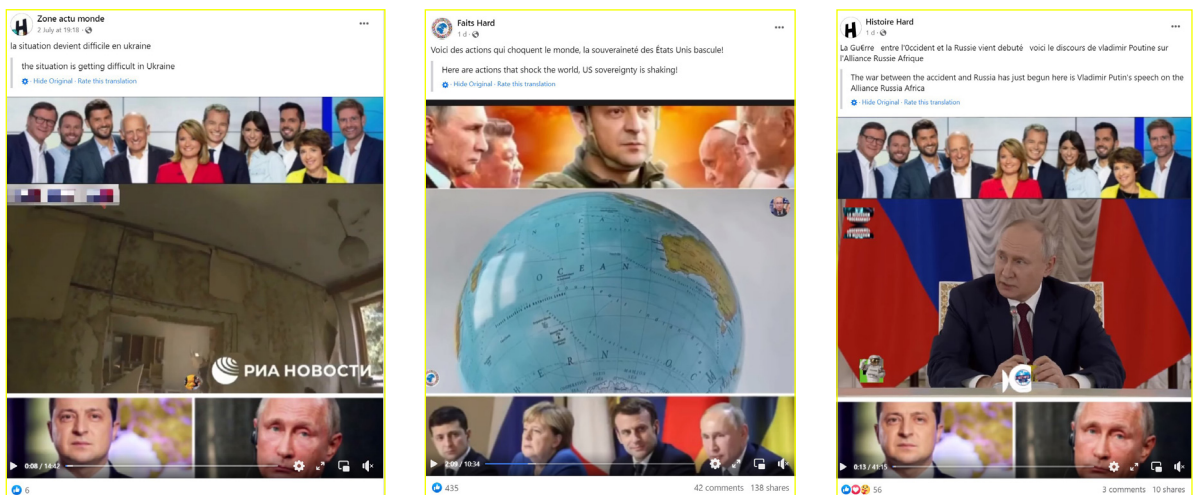 Zone actu monde
2 July at 19:18 ·
la situation devient difficile en ukraine
the situation is getting difficult in Ukraine
· Hide Original · Rate this translation
РИА НОВОСТИ
0:08 / 14:42
6
Faits Hard
1 d ·
Voici des actions qui choquent le monde, la souveraineté des États Unis bascule!
Here are actions that shock the world, US sovereignty is shaking!
· Hide Original · Rate this translation
OCEAN
2:09 / 10:34
435
42 comments 138 shares
Histoire Hard
1 d ·
La Gu€rre entre l'Occident et la Russie vient debuté voici le discours de vladimir Poutine sur
l'Alliance Russie Afrique
The war between the accident and Russia has just begun here is Vladimir Putin's speech on the
Alliance Russia Africa
· Hide Original · Rate this translation
0:13 / 41:15
56
3 comments 10 shares